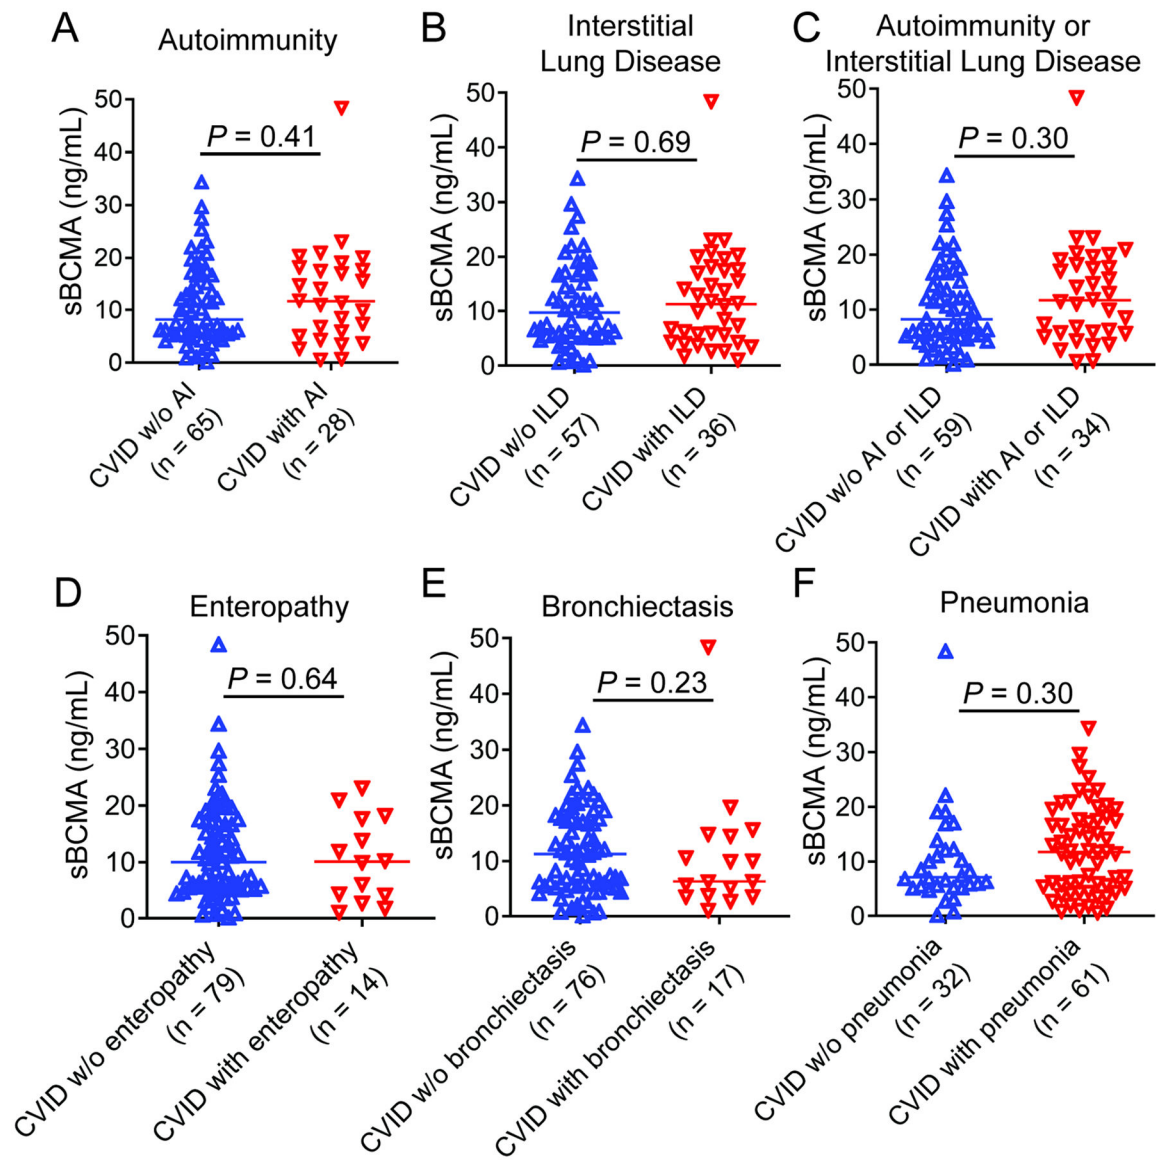 A
Autoimmunity
sBCMA (ng/mL)
50
40
30
20
10
0
P = 0.41
CVID w/o AI
(n = 65)
CVID with AI
(n = 28)
B
Interstitial
Lung Disease
sBCMA (ng/mL)
50
40
30
20
10
0
P = 0.69
CVID w/o ILD
(n = 57)
CVID with ILD
(n = 36)
C
Autoimmunity or
Interstitial Lung Disease
sBCMA (ng/mL)
50
40
30
20
10
0
P = 0.30
CVID w/o AI or ILD
(n = 59)
CVID with AI or ILD
(n = 34)
D
Enteropathy
sBCMA (ng/mL)
50
40
30
20
10
0
P = 0.64
CVID w/o enteropathy
(n = 79)
CVID with enteropathy
(n = 14)
E
Bronchiectasis
sBCMA (ng/mL)
50
40
30
20
10
0
P = 0.23
CVID w/o bronchiectasis
(n = 76)
CVID with bronchiectasis
(n = 17)
F
Pneumonia
sBCMA (ng/mL)
50
40
30
20
10
0
P = 0.30
CVID w/o pneumonia
(n = 32)
CVID with pneumonia
(n = 61)